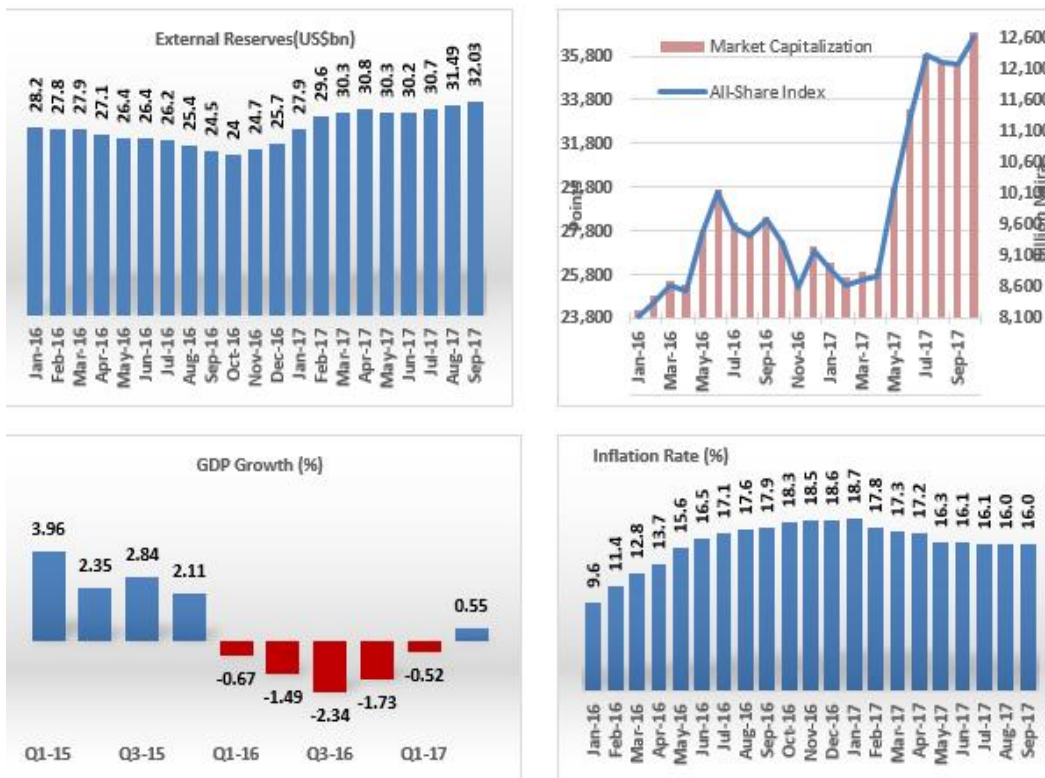 External Reserves(US$bn)
28.2 27.8 27.9 27.1 26.4 26.4 26.2 25.4 24.5 24 24.7 25.7 27.9 29.6 30.3 30.8 30.3 30.2 30.7 31.49 32.03
Jan-16 Feb-16 Mar-16 Apr-16 May-16 Jun-16 Jul-16 Aug-16 Sep-16 Oct-16 Nov-16 Dec-16 Jan-17 Feb-17 Mar-17 Apr-17 May-17 Jun-17 Jul-17 Aug-17 Sep-17
Market Capitalization
All-Share Index
35,800
33,800
31,800
29,800
27,800
25,800
23,800
Points
12,600
12,100
11,600
11,100
10,600
10,100
9,600
9,100
8,600
8,100
Billion Naira
Jan-16 Mar-16 May-16 Jul-16 Sep-16 Nov-16 Jan-17 Mar-17 May-17 Jul-17 Sep-17
GDP Growth (%)
3.96 2.35 2.84 2.11 -0.67 -1.49 -2.34 -1.73 -0.52 0.55
Q1-15 Q3-15 Q1-16 Q3-16 Q1-17
Inflation Rate (%)
9.6 11.4 12.8 13.7 15.6 16.5 17.1 17.6 17.9 18.3 18.5 18.6 18.7 17.8 17.3 17.2 16.3 16.1 16.1 16.0 16.0
Jan-16 Feb-16 Mar-16 Apr-16 May-16 Jun-16 Jul-16 Aug-16 Sep-16 Oct-16 Nov-16 Dec-16 Jan-17 Feb-17 Mar-17 Apr-17 May-17 Jun-17 Jul-17 Aug-17 Sep-17